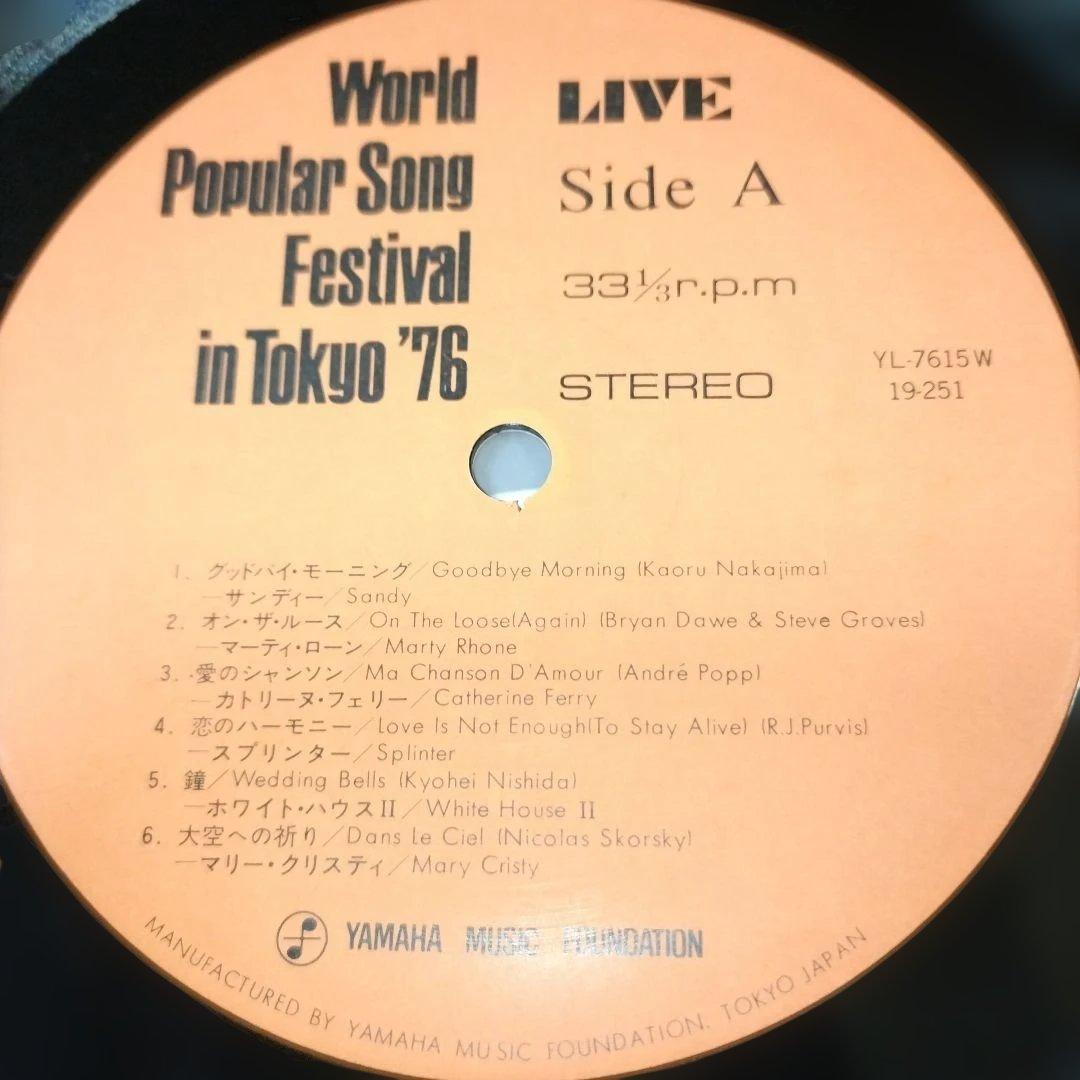 World
Popular Song
Festival
in Tokyo '76
LIVE
Side A
33 1/3 r.p.m
STEREO
YL-7615W
19-251
1. グッドバイ・モーニング／Goodbye Morning (Kaoru Nakajima)
—サンディー／Sandy
2. オン・ザ・ルース／On The Loose(Again) (Bryan Dawe & Steve Groves)
—マーティ・ローン／Marty Rhone
3. 愛のシャンソン／Ma Chanson D'Amour (André Popp)
—カトリーヌ・フェリー／Catherine Ferry
4. 恋のハーモニー／Love Is Not Enough(To Stay Alive) (R.J.Purvis)
—スプリンター／Splinter
5. 鐘／Wedding Bells (Kyohei Nishida)
—ホワイト・ハウスII／White House II
6. 大空への祈り／Dans Le Ciel (Nicolas Skorsky)
—マリー・クリスティ／Mary Cristy
YAMAHA MUSIC FOUNDATION
MANUFACTURED BY YAMAHA MUSIC FOUNDATION. TOKYO JAPAN